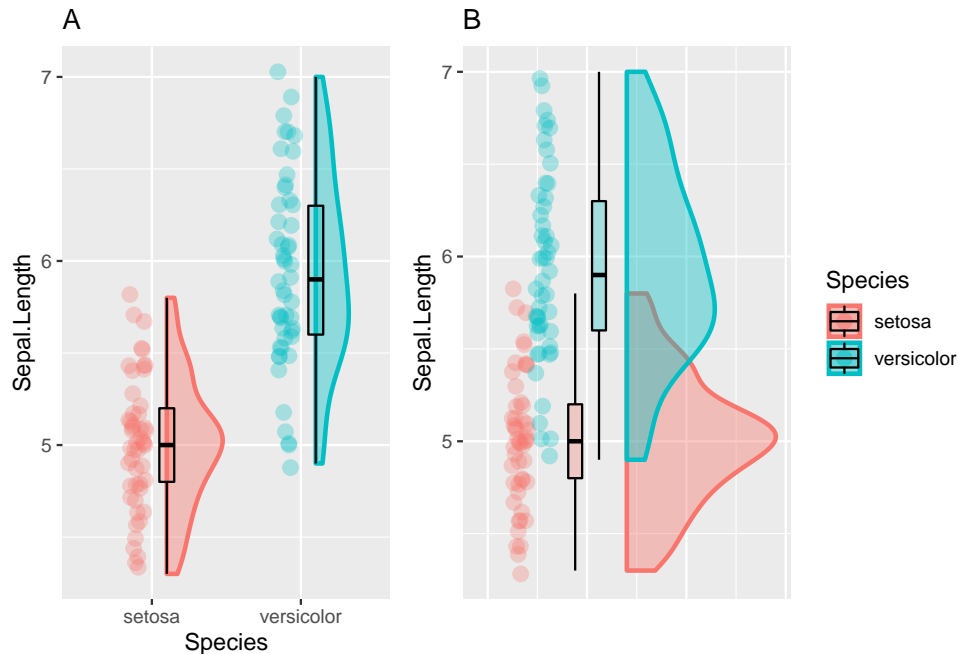 A
Sepal.Length
7
6
5
setosa
versicolor
Species
B
Sepal.Length
7
6
5
Species
setosa
versicolor